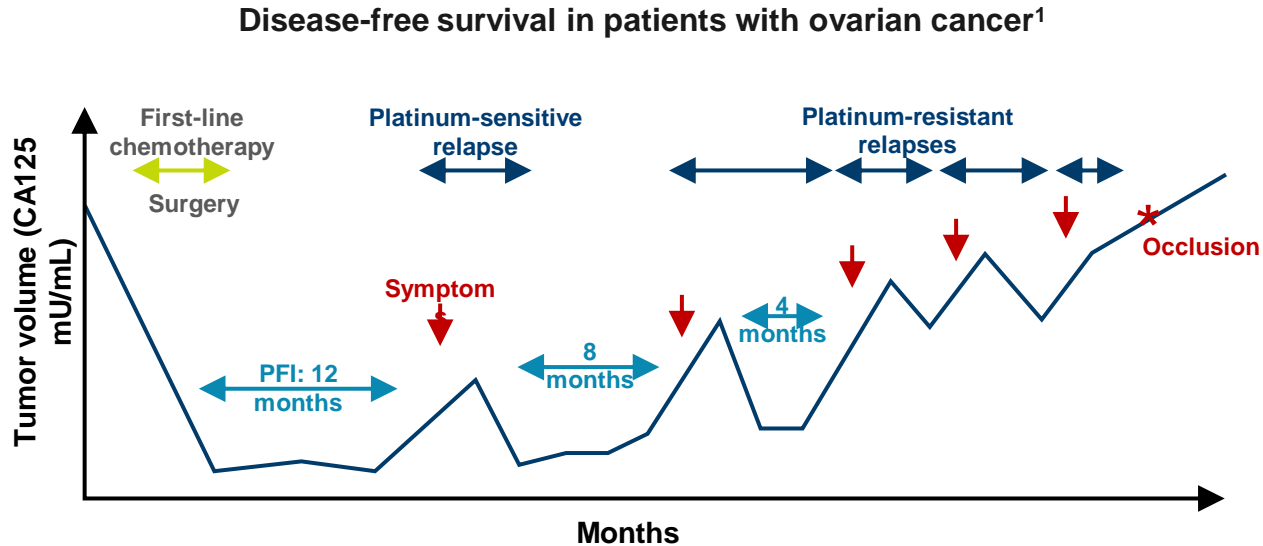 Disease-free survival in patients with ovarian cancer¹
First-line
chemotherapy
Surgery
Platinum-sensitive
relapse
Platinum-resistant
relapses
Tumor volume (CA125
mU/mL)
Symptom
s
PFI: 12
months
8
months
4
months
Occlusion
*
Months